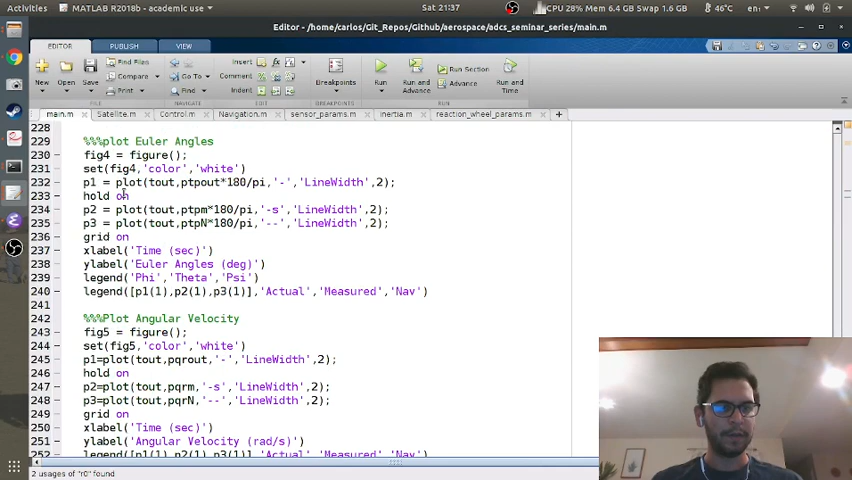 Activities MATLAB R2018b - academic use Sat 21:37 CPU 28% Mem 6.4 GB Swap 1.6 GB 46°C en1
Editor - /home/carlos/Git_Repos/Github/aerospace/adcs_seminar_series/main.m
EDITOR PUBLISH VIEW
New Open Save Find Files Compare Print Go To Find Insert Comment Indent Breakpoints Run Run and Advance Run Section Advance Run and Time
FILE NAVIGATE EDIT BREAKPOINTS RUN
main.m Satellite.m Control.m Navigation.m sensor_params.m inertia.m reaction_wheel_params.m
228
229 %%%plot Euler Angles
230 fig4 = figure();
231 set(fig4,'color','white')
232 p1 = plot(tout,ptpout*180/pi,'-','LineWidth',2);
233 hold on
234 p2 = plot(tout,ptpm*180/pi,'-s','LineWidth',2);
235 p3 = plot(tout,ptpN*180/pi,'--','LineWidth',2);
236 grid on
237 xlabel('Time (sec)')
238 ylabel('Euler Angles (deg)')
239 legend('Phi','Theta','Psi')
240 legend([p1(1),p2(1),p3(1)],'Actual','Measured','Nav')
241
242 %%%Plot Angular Velocity
243 fig5 = figure();
244 set(fig5,'color','white')
245 p1=plot(tout,pqrout,'-','LineWidth',2);
246 hold on
247 p2=plot(tout,pqrm,'-s','LineWidth',2);
248 p3=plot(tout,pqrN,'--','LineWidth',2);
249 grid on
250 xlabel('Time (sec)')
251 ylabel('Angular Velocity (rad/s)')
252 legend([p1(1),p2(1),p3(1)],'Actual','Measured','Nav')
2 usages of "r0" found